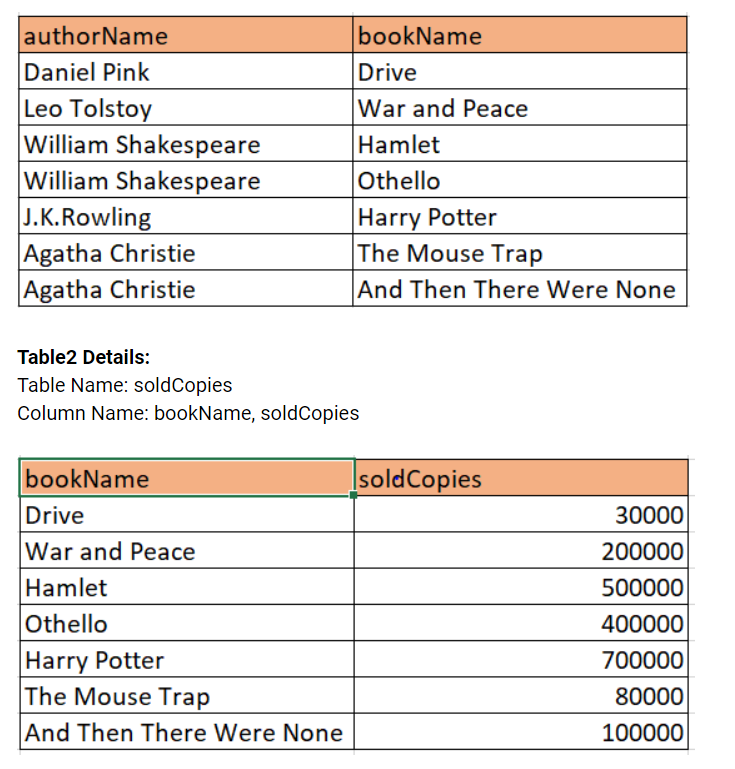 authorName bookName
Daniel Pink Drive
Leo Tolstoy War and Peace
William Shakespeare Hamlet
William Shakespeare Othello
J.K.Rowling Harry Potter
Agatha Christie The Mouse Trap
Agatha Christie And Then There Were None
Table2 Details:
Table Name: soldCopies
Column Name: bookName, soldCopies
bookName soldCopies
Drive 30000
War and Peace 200000
Hamlet 500000
Othello 400000
Harry Potter 700000
The Mouse Trap 80000
And Then There Were None 100000